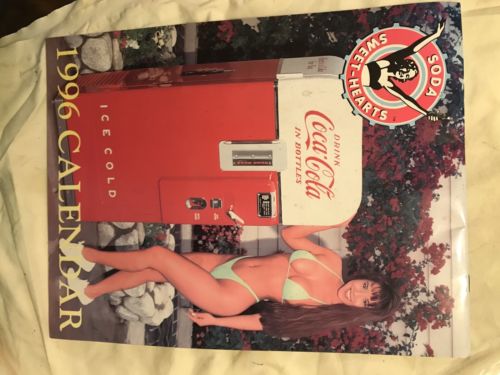 SODA
SWEET-HEARTS
DRINK
Coca-Cola
IN BOTTLES
ICE COLD
1996 CALENDAR